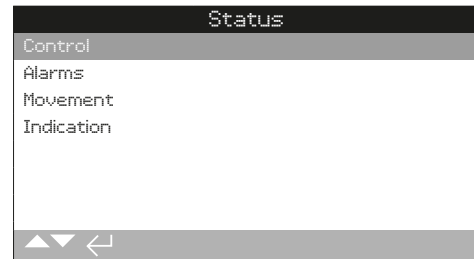 Status
Control
Alarms
Movement
Indication